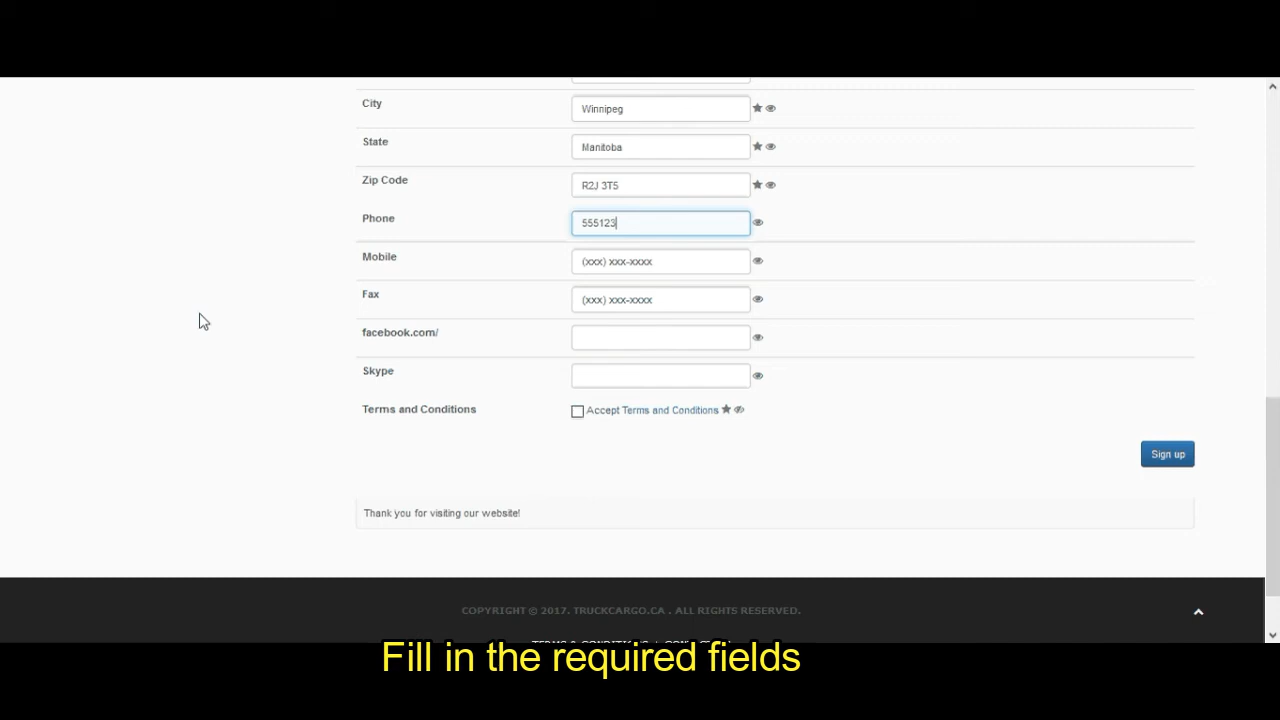 City Winnipeg
State Manitoba
Zip Code R2J 3T5
Phone 555123
Mobile (xxx) xxx-xxxx
Fax (xxx) xxx-xxxx
facebook.com/
Skype
Terms and Conditions Accept Terms and Conditions
Sign up
Thank you for visiting our website!
COPYRIGHT © 2017. TRUCKCARGO.CA . ALL RIGHTS RESERVED.
Fill in the required fields